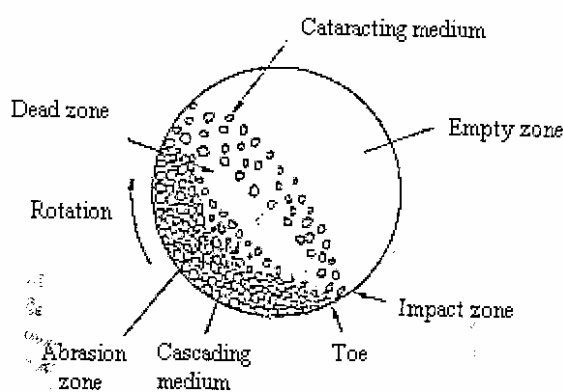 Cataracting medium
Dead zone
Empty zone
Rotation
Impact zone
Abrasion
zone
Cascading
medium
Toe